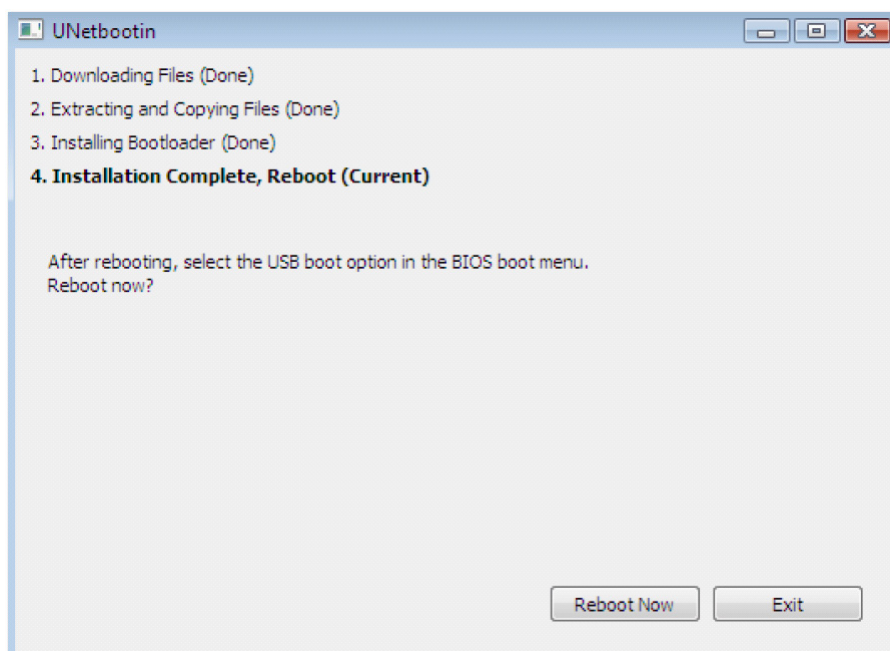 UNetbootin
1. Downloading Files (Done)
2. Extracting and Copying Files (Done)
3. Installing Bootloader (Done)
4. Installation Complete, Reboot (Current)
After rebooting, select the USB boot option in the BIOS boot menu.
Reboot now?
Reboot Now Exit